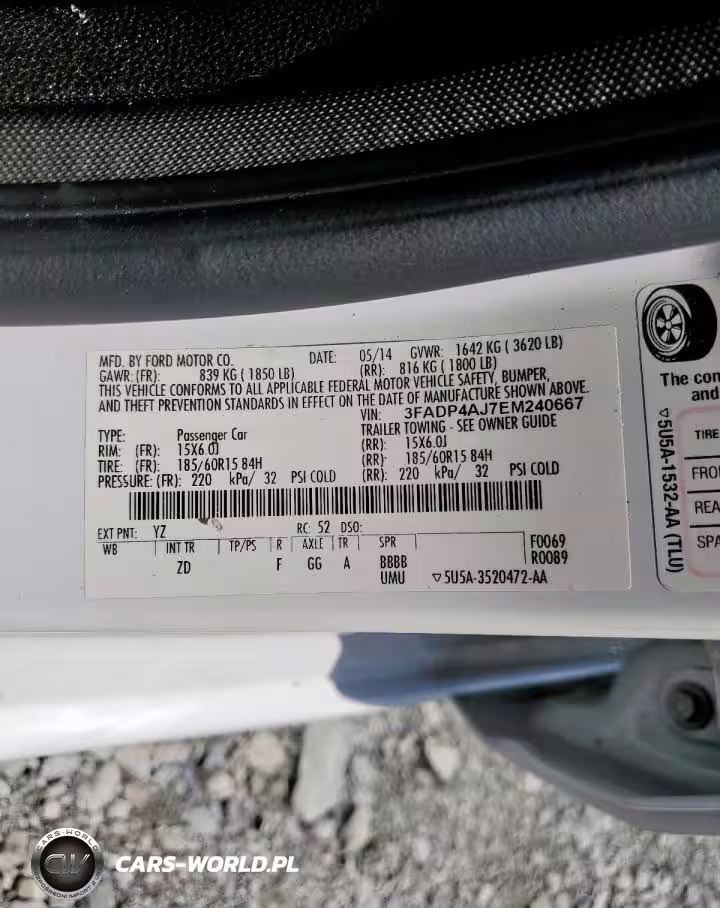 MFD. BY FORD MOTOR CO. DATE: 05/14 GVWR: 1642 KG ( 3620 LB)
GAWR: (FR): 839 KG ( 1850 LB) (RR): 816 KG ( 1800 LB)
THIS VEHICLE CONFORMS TO ALL APPLICABLE FEDERAL MOTOR VEHICLE SAFETY, BUMPER,
AND THEFT PREVENTION STANDARDS IN EFFECT ON THE DATE OF MANUFACTURE SHOWN ABOVE.
VIN: 3FADP4AJ7EM240667
TYPE: Passenger Car TRAILER TOWING - SEE OWNER GUIDE
RIM: (FR): 15X6.0J (RR): 15X6.0J
TIRE: (FR): 185/60R15 84H (RR): 185/60R15 84H
PRESSURE: (FR): 220 kPa/ 32 PSI COLD (RR): 220 kPa/ 32 PSI COLD
EXT PNT: YZ RC: 52 DSO:
WB INT TR TP/PS R AXLE TR SPR F0069
ZD F GG A BBBB R0089
UMU ▽5U5A-3520472-AA
The con
and
TIRE
FRO
REA
SPA
▽5U5A-1532-AA (TLU)
CARS-WORLD
CW
CARS-WORLD.PL